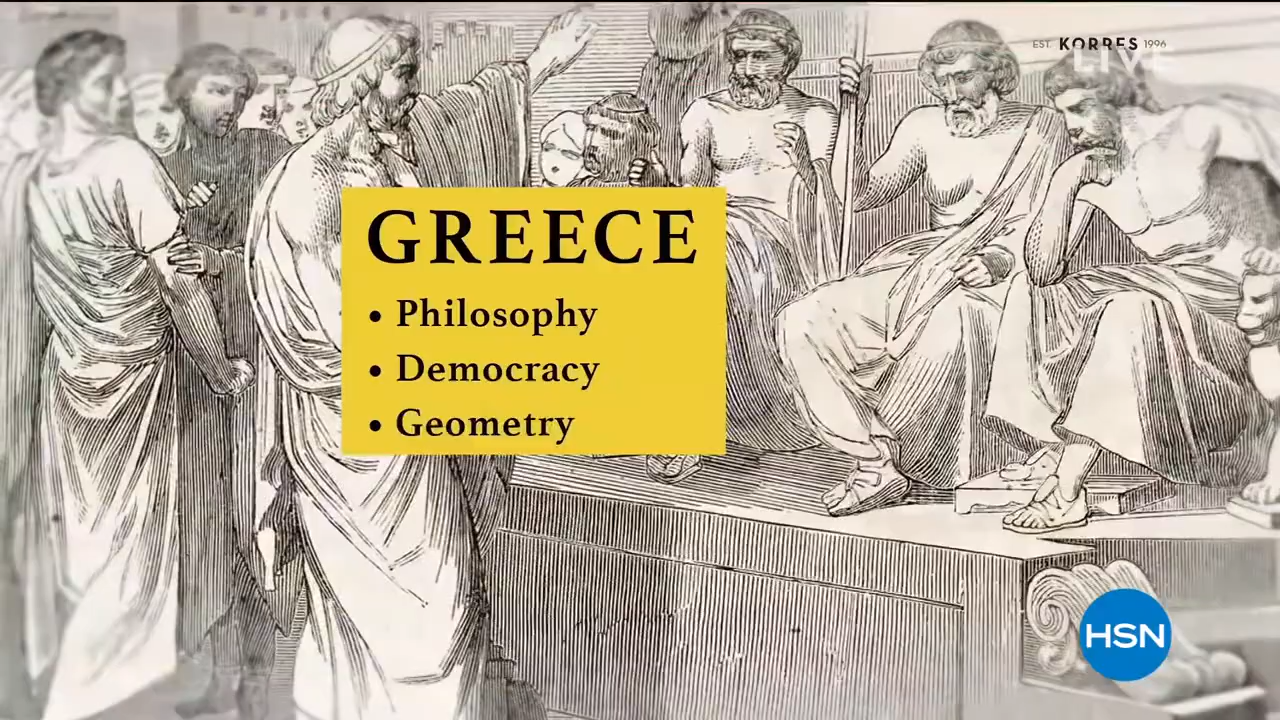 EST. KORRES 1996
LIVE
GREECE
• Philosophy
• Democracy
• Geometry
HSN